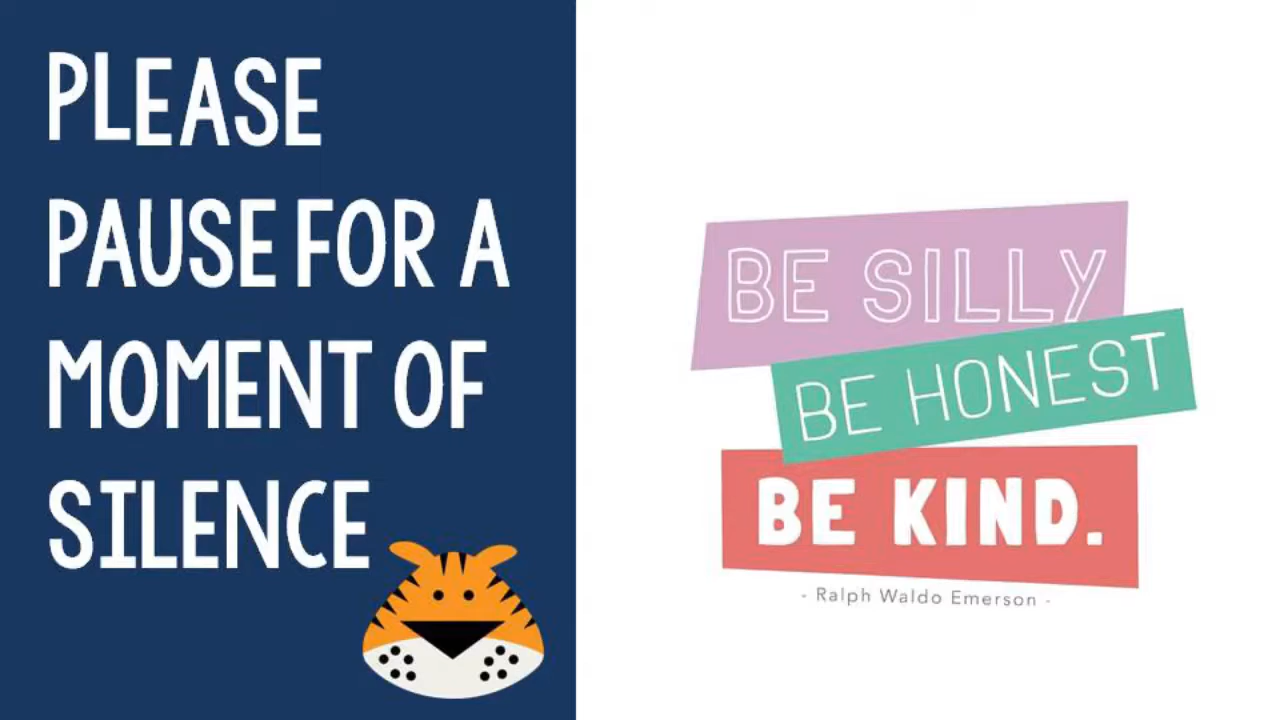 PLEASE
PAUSE FOR A
MOMENT OF
SILENCE
BE SILLY
BE HONEST
BE KIND.
- Ralph Waldo Emerson -